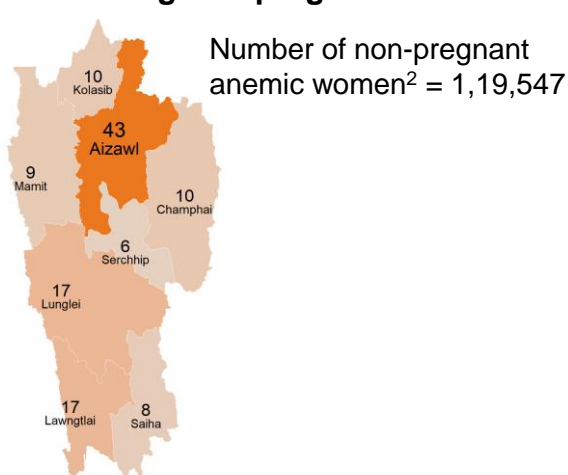 Number of non-pregnant
anemic women² = 1,19,547
10
Kolasib
43
Aizawl
9
Mamit
10
Champhai
6
Serchhip
17
Lunglei
17
Lawngtlai
8
Saiha